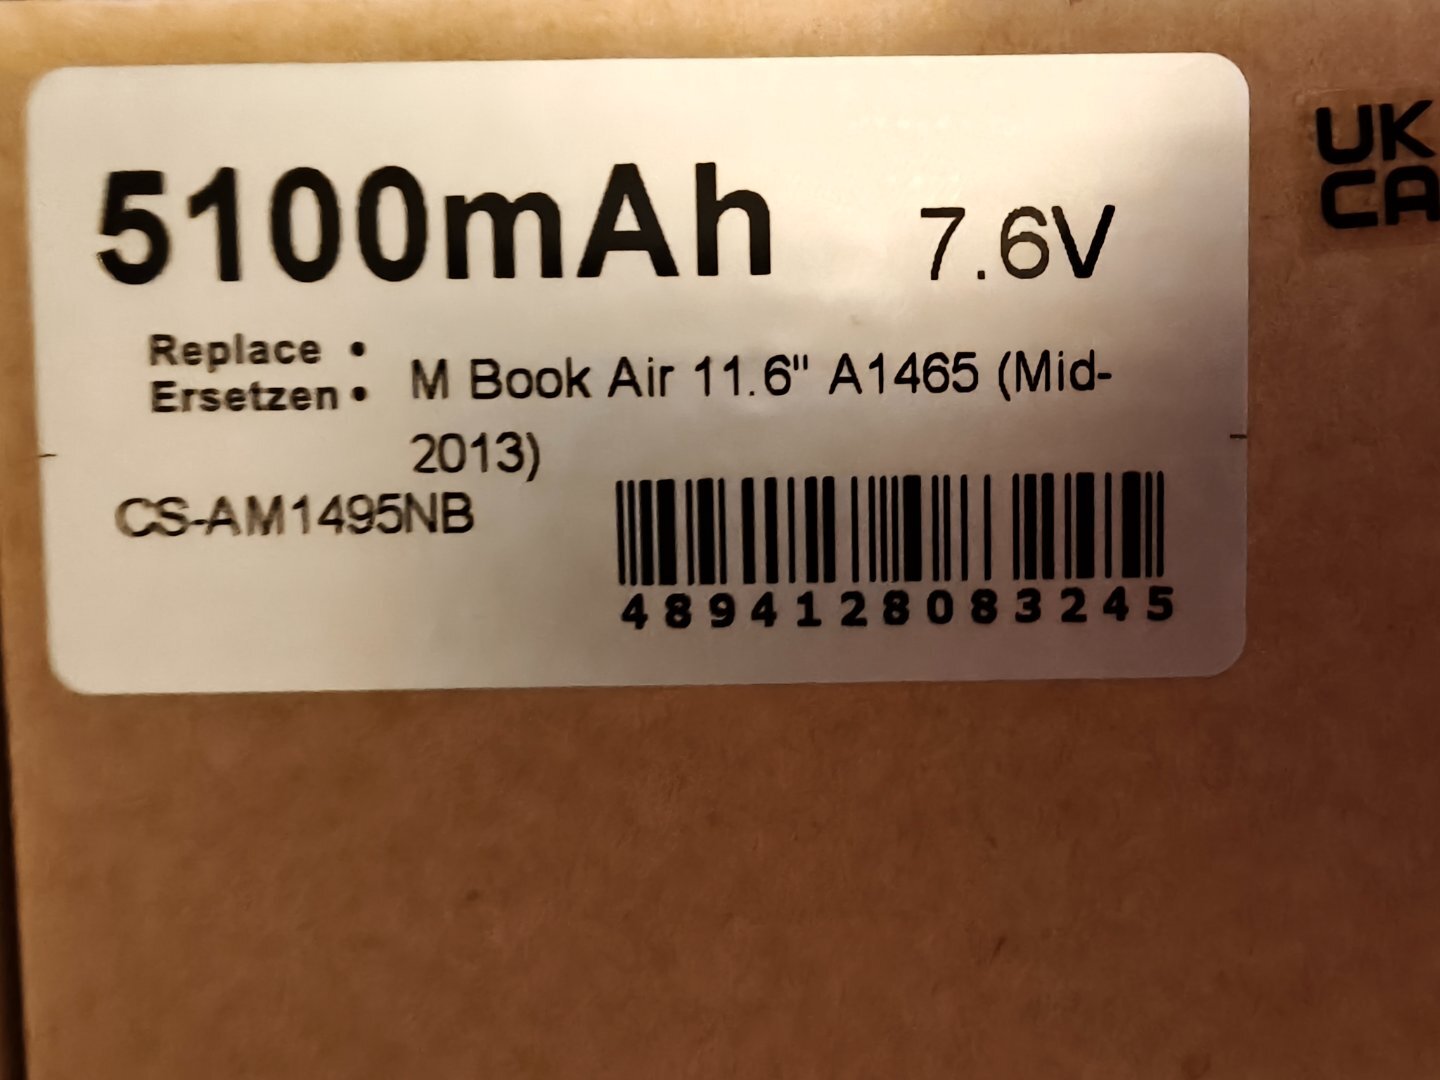 5100mAh 7.6V
UK
CA
Replace •
Ersetzen •
M Book Air 11.6" A1465 (Mid-
2013)
CS-AM1495NB
4894128083245